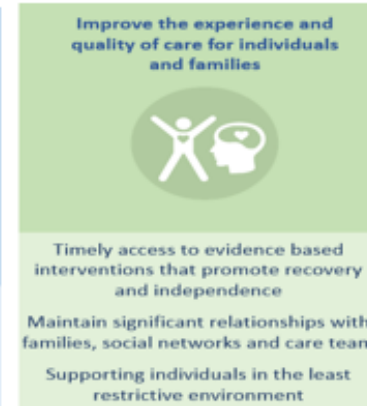 Improve the experience and
quality of care for individuals
and families
Timely access to evidence based
interventions that promote recovery
and independence
Maintain significant relationships with
families, social networks and care team
Supporting individuals in the least
restrictive environment